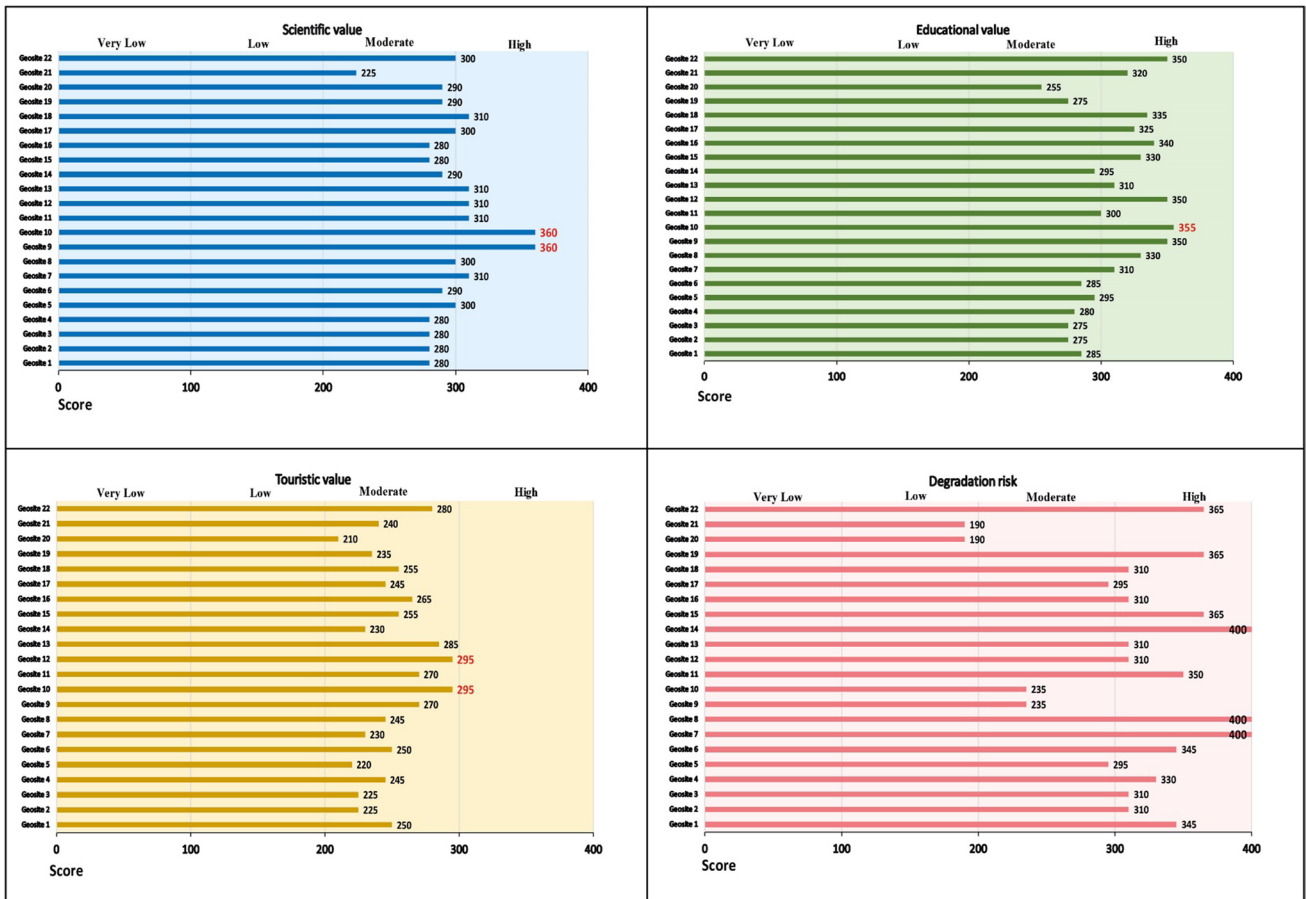 Scientific value
Very Low Low Moderate High
Geosite 22 300
Geosite 21 225
Geosite 20 290
Geosite 19 290
Geosite 18 310
Geosite 17 300
Geosite 16 280
Geosite 15 280
Geosite 14 290
Geosite 13 310
Geosite 12 310
Geosite 11 310
Geosite 10 360
Geosite 9 360
Geosite 8 300
Geosite 7 310
Geosite 6 290
Geosite 5 300
Geosite 4 280
Geosite 3 280
Geosite 2 280
Geosite 1 280
0 100 200 300 400
Score
Educational value
Very Low Low Moderate High
Geosite 22 350
Geosite 21 320
Geosite 20 255
Geosite 19 275
Geosite 18 335
Geosite 17 325
Geosite 16 340
Geosite 15 330
Geosite 14 295
Geosite 13 310
Geosite 12 350
Geosite 11 300
Geosite 10 355
Geosite 9 350
Geosite 8 330
Geosite 7 310
Geosite 6 285
Geosite 5 295
Geosite 4 280
Geosite 3 275
Geosite 2 275
Geosite 1 285
0 100 200 300 400
Score
Touristic value
Very Low Low Moderate High
Geosite 22 280
Geosite 21 240
Geosite 20 210
Geosite 19 235
Geosite 18 255
Geosite 17 245
Geosite 16 265
Geosite 15 255
Geosite 14 230
Geosite 13 285
Geosite 12 295
Geosite 11 270
Geosite 10 295
Geosite 9 270
Geosite 8 245
Geosite 7 230
Geosite 6 250
Geosite 5 220
Geosite 4 245
Geosite 3 225
Geosite 2 225
Geosite 1 250
0 100 200 300 400
Score
Degradation risk
Very Low Low Moderate High
Geosite 22 365
Geosite 21 190
Geosite 20 190
Geosite 19 365
Geosite 18 310
Geosite 17 295
Geosite 16 310
Geosite 15 365
Geosite 14 400
Geosite 13 310
Geosite 12 310
Geosite 11 350
Geosite 10 235
Geosite 9 235
Geosite 8 400
Geosite 7 400
Geosite 6 345
Geosite 5 295
Geosite 4 330
Geosite 3 310
Geosite 2 310
Geosite 1 345
0 100 200 300 400
Score